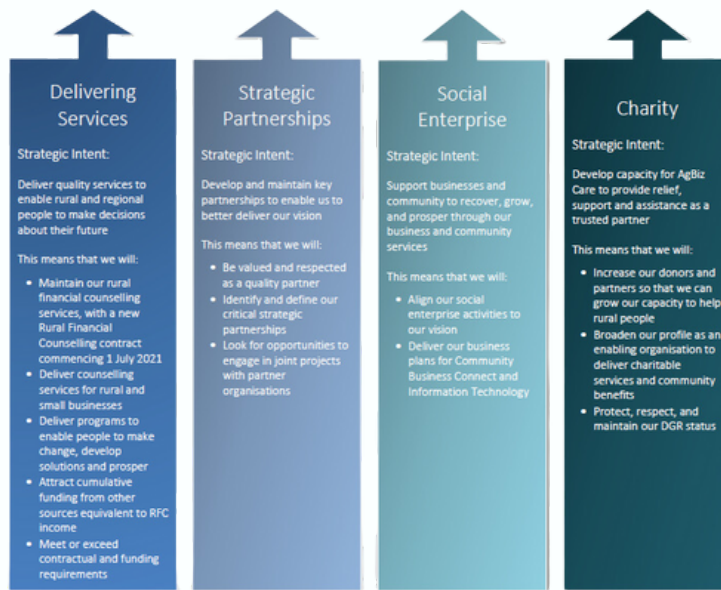 Delivering
Services
Strategic Intent:
Deliver quality services to
enable rural and regional
people to make decisions
about their future
This means that we will:
• Maintain our rural
financial counselling
services, with a new
Rural Financial
Counselling contract
commencing 1 July 2021
• Deliver counselling
services for rural and
small businesses
• Deliver programs to
enable people to make
change, develop
solutions and prosper
• Attract cumulative
funding from other
sources equivalent to RFC
income
• Meet or exceed
contractual and funding
requirements
Strategic
Partnerships
Strategic Intent:
Develop and maintain key
partnerships to enable us to
better deliver our vision
This means that we will:
• Be valued and respected
as a quality partner
• Identify and define our
critical strategic
partnerships
• Look for opportunities to
engage in joint projects
with partner
organisations
Social
Enterprise
Strategic Intent:
Support businesses and
community to recover, grow,
and prosper through our
business and community
services
This means that we will:
• Align our social
enterprise activities to
our vision
• Deliver our business
plans for Community
Business Connect and
Information Technology
Charity
Strategic Intent:
Develop capacity for AgBiz
Care to provide relief,
support and assistance as a
trusted partner
This means that we will:
• Increase our donors and
partners so that we can
grow our capacity to help
rural people
• Broaden our profile as an
enabling organisation to
deliver charitable
services and community
benefits
• Protect, respect, and
maintain our DGR status